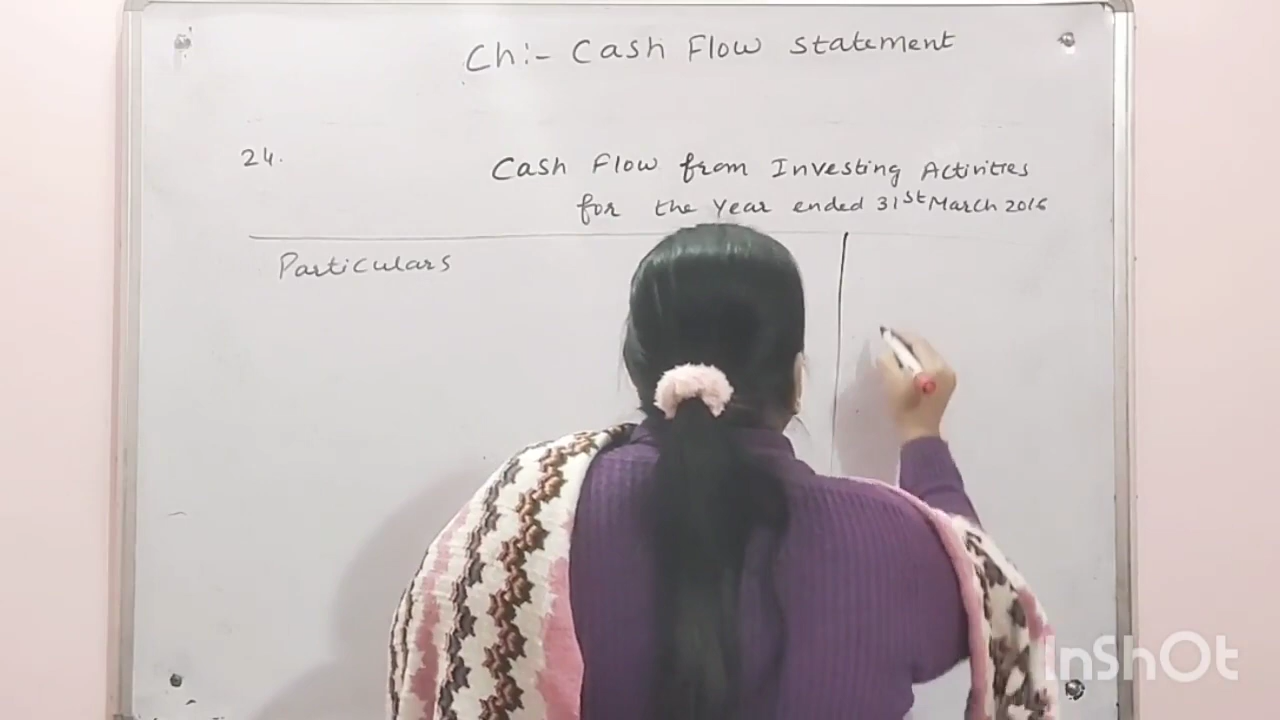 Ch:- Cash Flow Statement
24.
Cash Flow from Investing Activities
for the Year ended 31st March 2016
Particulars
InShOt